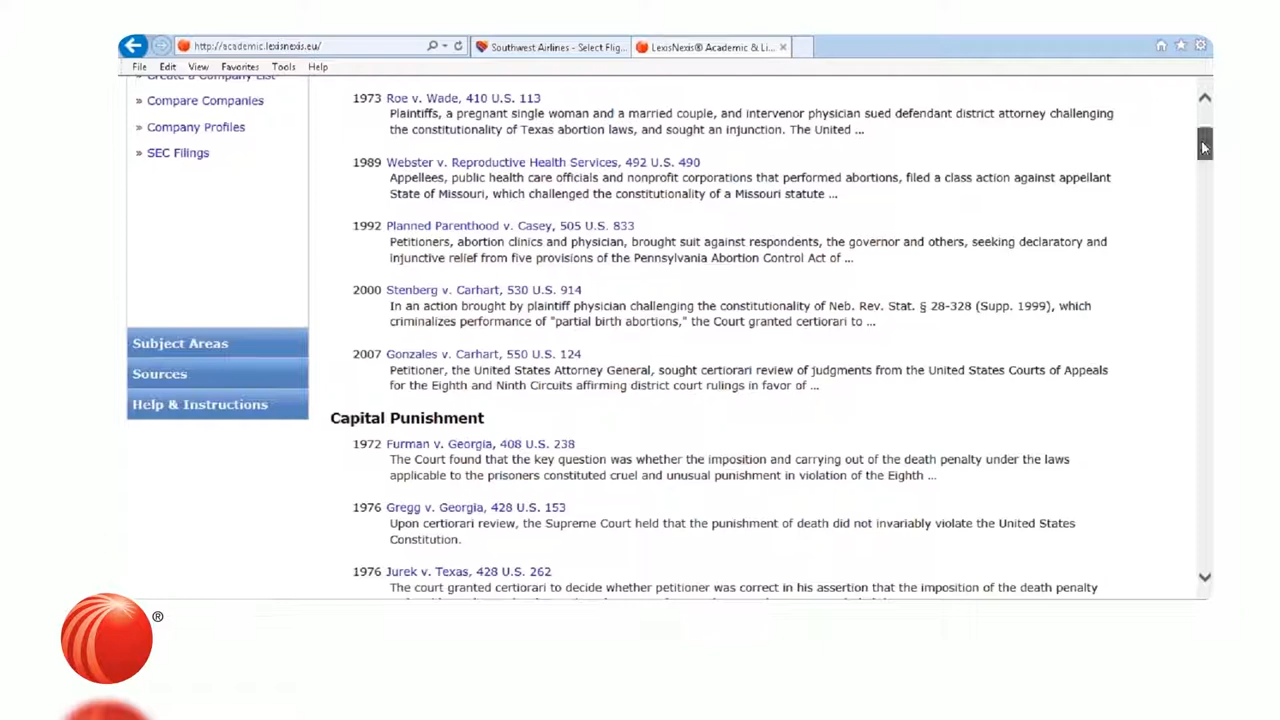 http://academic.lexisnexis.eu/
Southwest Airlines - Select Flig...
LexisNexis® Academic & Li...
File Edit View Favorites Tools Help
» Create a Company List
» Compare Companies
» Company Profiles
» SEC Filings
Subject Areas
Sources
Help & Instructions
1973 Roe v. Wade, 410 U.S. 113
Plaintiffs, a pregnant single woman and a married couple, and intervenor physician sued defendant district attorney challenging
the constitutionality of Texas abortion laws, and sought an injunction. The United ...
1989 Webster v. Reproductive Health Services, 492 U.S. 490
Appellees, public health care officials and nonprofit corporations that performed abortions, filed a class action against appellant
State of Missouri, which challenged the constitutionality of a Missouri statute ...
1992 Planned Parenthood v. Casey, 505 U.S. 833
Petitioners, abortion clinics and physician, brought suit against respondents, the governor and others, seeking declaratory and
injunctive relief from five provisions of the Pennsylvania Abortion Control Act of ...
2000 Stenberg v. Carhart, 530 U.S. 914
In an action brought by plaintiff physician challenging the constitutionality of Neb. Rev. Stat. § 28-328 (Supp. 1999), which
criminalizes performance of "partial birth abortions," the Court granted certiorari to ...
2007 Gonzales v. Carhart, 550 U.S. 124
Petitioner, the United States Attorney General, sought certiorari review of judgments from the United States Courts of Appeals
for the Eighth and Ninth Circuits affirming district court rulings in favor of ...
Capital Punishment
1972 Furman v. Georgia, 408 U.S. 238
The Court found that the key question was whether the imposition and carrying out of the death penalty under the laws
applicable to the prisoners constituted cruel and unusual punishment in violation of the Eighth ...
1976 Gregg v. Georgia, 428 U.S. 153
Upon certiorari review, the Supreme Court held that the punishment of death did not invariably violate the United States
Constitution.
1976 Jurek v. Texas, 428 U.S. 262
The court granted certiorari to decide whether petitioner was correct in his assertion that the imposition of the death penalty
®